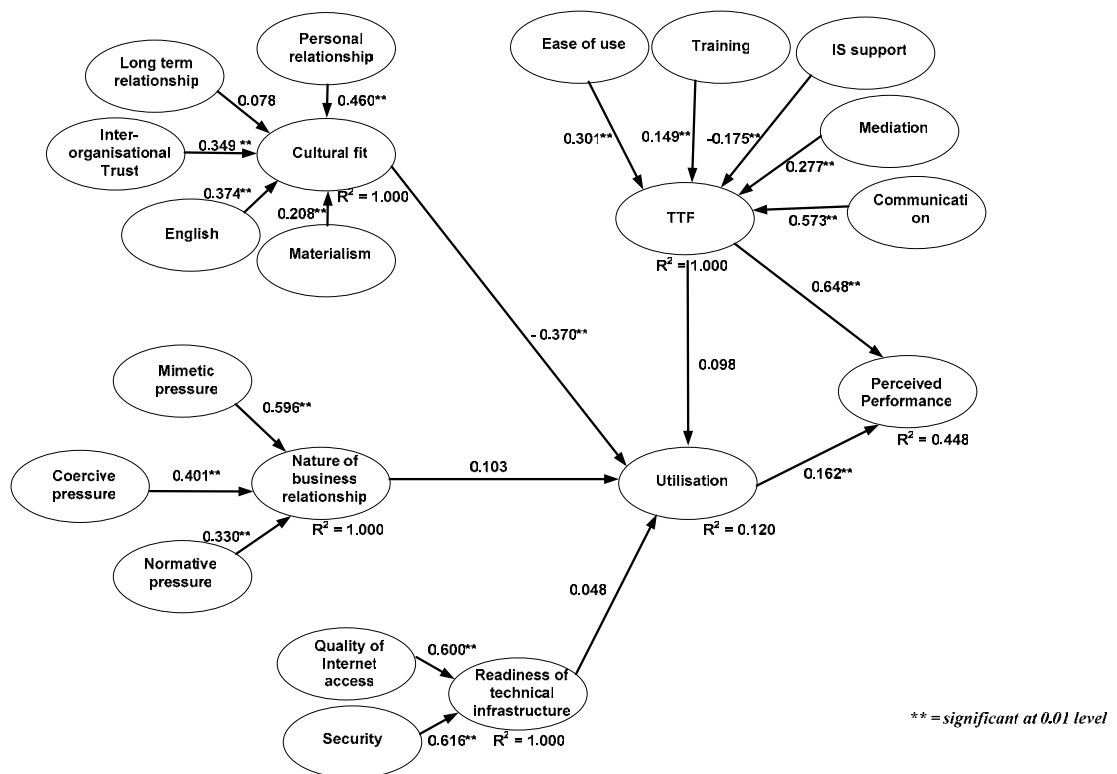 Personal
relationship
Long term
relationship
0.078
0.460**
Inter-
organisational
Trust
0.349 **
Cultural fit
R² = 1.000
0.374**
English
0.208**
Materialism
Ease of use
Training
IS support
Mediation
Communicati
on
0.301**
0.149**
-0.175**
0.277**
0.573**
TTF
R² = 1.000
0.648**
- 0.370**
0.098
Perceived
Performance
R² = 0.448
Mimetic
pressure
0.596**
Coercive
pressure
0.401**
Nature of
business
relationship
R² = 1.000
0.103
Utilisation
R² = 0.120
0.162**
0.330**
Normative
pressure
0.048
Quality of
Internet
access
0.600**
Readiness of
technical
infrastructure
R² = 1.000
Security
0.616**
** = significant at 0.01 level